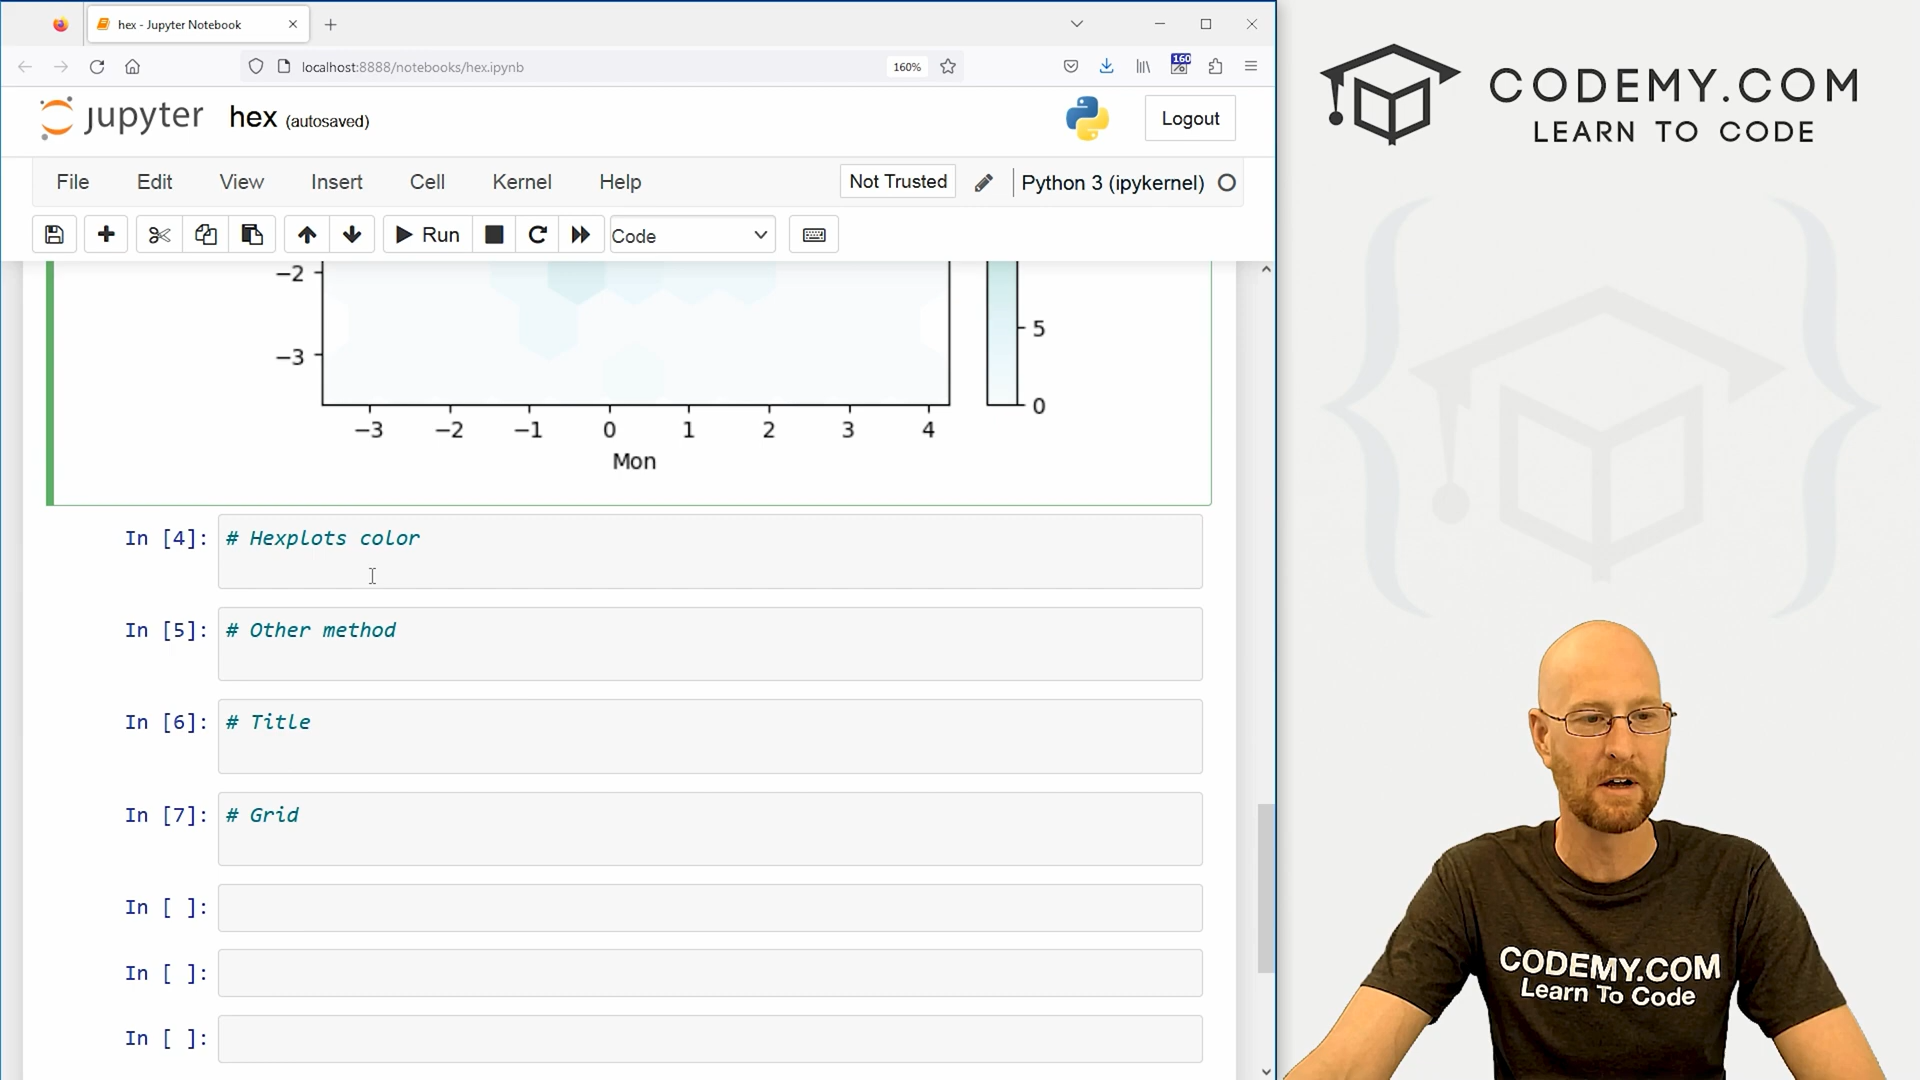 hex - Jupyter Notebook
localhost:8888/notebooks/hex.ipynb
160%
160
jupyter
hex (autosaved)
Logout
File Edit View Insert Cell Kernel Help
Not Trusted
Python 3 (ipykernel)
Run
Code
−2
−3
−3 −2 −1 0 1 2 3 4
Mon
5
0
In [4]: # Hexplots color
In [5]: # Other method
In [6]: # Title
In [7]: # Grid
In [ ]:
In [ ]:
In [ ]:
CODEMY.COM
LEARN TO CODE
CODEMY.COM
Learn To Code